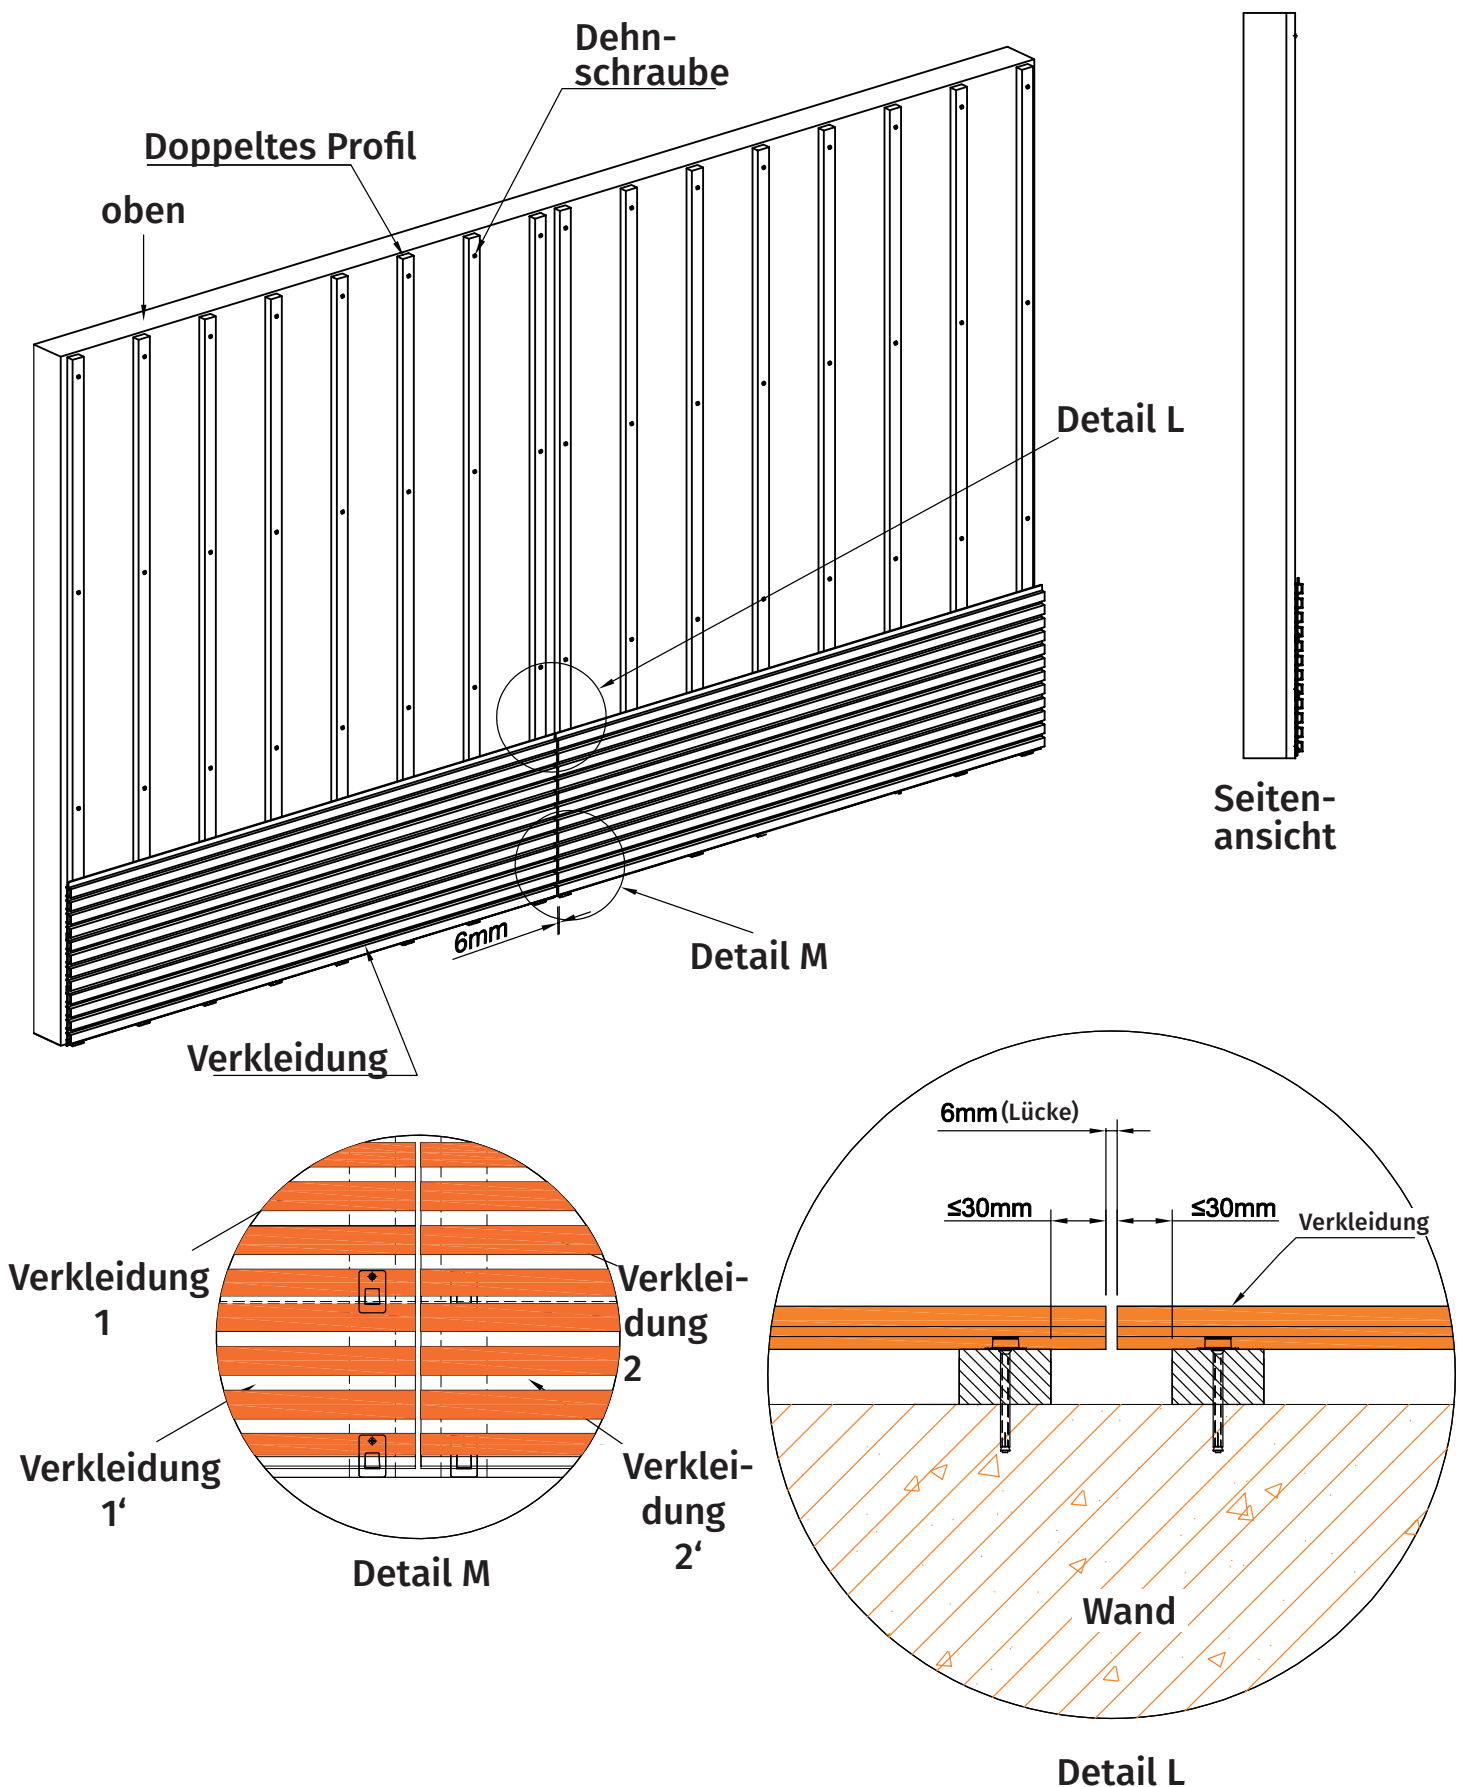 Dehn-
schraube
Doppeltes Profil
oben
Detail L
Seiten-
ansicht
6mm
Detail M
Verkleidung
6mm (Lücke)
≤30mm
≤30mm
Verkleidung
Verkleidung
1
Verklei-
dung
2
Verkleidung
1‘
Verklei-
dung
2‘
Detail M
Wand
Detail L